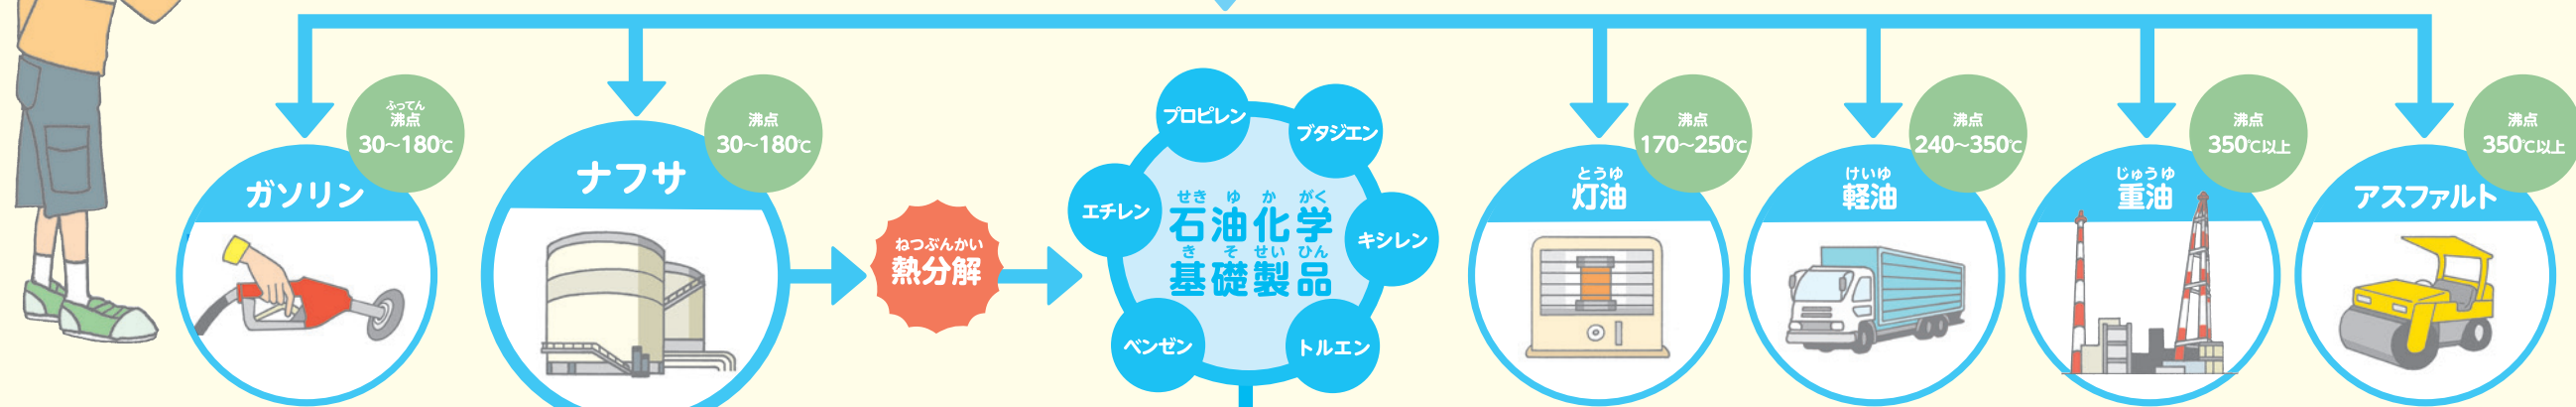 ふってん
沸点
30～180℃
ガソリン
沸点
30～180℃
ナフサ
ねつぶんかい
熱分解
プロピレン
ブタジエン
エチレン
キシレン
ベンゼン
トルエン
せき ゆ か がく
石油化学
き そ せい ひん
基礎製品
沸点
170～250℃
とうゆ
灯油
沸点
240～350℃
けいゆ
軽油
沸点
350℃以上
じゅうゆ
重油
沸点
350℃以上
アスファルト